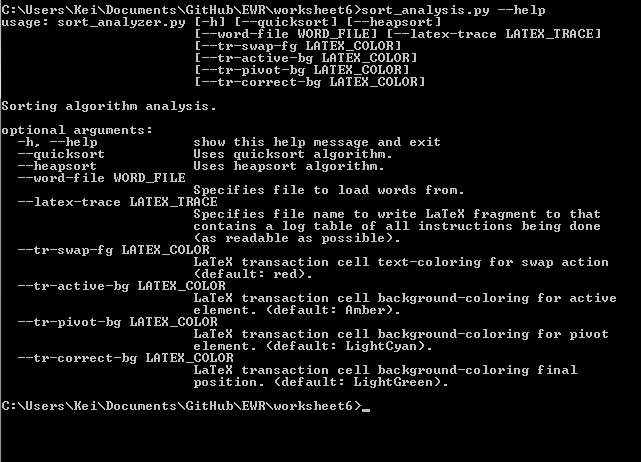 C:\Users\Kei\Documents\GitHub\EWR\worksheet6>sort_analysis.py --help
usage: sort_analyzer.py [-h] [--quicksort] [--heapsort]
                        [--word-file WORD_FILE] [--latex-trace LATEX_TRACE]
                        [--tr-swap-fg LATEX_COLOR]
                        [--tr-active-bg LATEX_COLOR]
                        [--tr-pivot-bg LATEX_COLOR]
                        [--tr-correct-bg LATEX_COLOR]

Sorting algorithm analysis.

optional arguments:
  -h, --help            show this help message and exit
  --quicksort           Uses quicksort algorithm.
  --heapsort            Uses heapsort algorithm.
  --word-file WORD_FILE
                        Specifies file to load words from.
  --latex-trace LATEX_TRACE
                        Specifies file name to write LaTeX fragment to that
                        contains a log table of all instructions being done
                        (as readable as possible).
  --tr-swap-fg LATEX_COLOR
                        LaTeX transaction cell text-coloring for swap action
                        (default: red).
  --tr-active-bg LATEX_COLOR
                        LaTeX transaction cell background-coloring for active
                        element. (default: Amber).
  --tr-pivot-bg LATEX_COLOR
                        LaTeX transaction cell background-coloring for pivot
                        element. (default: LightCyan).
  --tr-correct-bg LATEX_COLOR
                        LaTeX transaction cell background-coloring final
                        position. (default: LightGreen).

C:\Users\Kei\Documents\GitHub\EWR\worksheet6>_